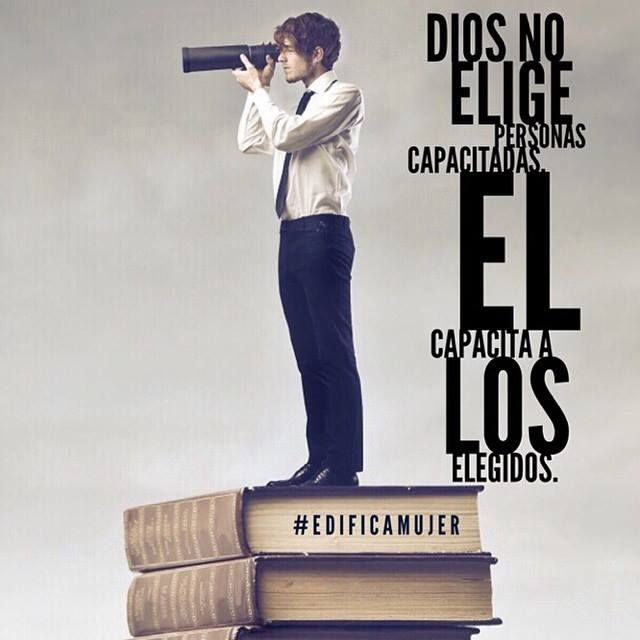 DIOS NO
ELIGE
PERSONAS
CAPACITADAS.
EL
CAPACITA A
LOS
ELEGIDOS.
#EDIFICAMUJER